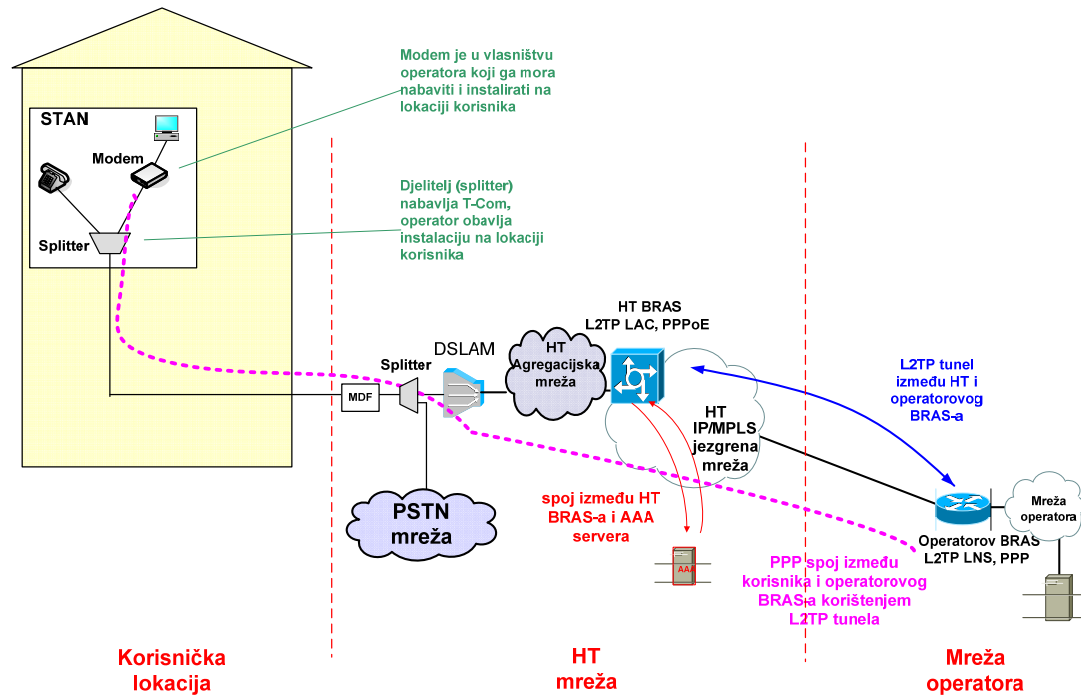 Modem je u vlasništvu
operatora koji ga mora
nabaviti i instalirati na
lokaciji korisnika
STAN
Modem
Djelitelj (splitter)
nabavlja T-Com,
operator obavlja
instalaciju na lokaciji
korisnika
Splitter
HT BRAS
L2TP LAC, PPPoE
Splitter
DSLAM
HT
Agregacijska
mreža
MDF
HT
IP/MPLS
jezgrena
mreža
L2TP tunel
između HT i
operatorovog
BRAS-a
PSTN
mreža
spoj između HT
BRAS-a i AAA
servera
AAA
Mreža
operatora
Operatorov BRAS
L2TP LNS, PPP
PPP spoj između
korisnika i operatorovog
BRAS-a korištenjem
L2TP tunela
Korisnička
lokacija
HT
mreža
Mreža
operatora